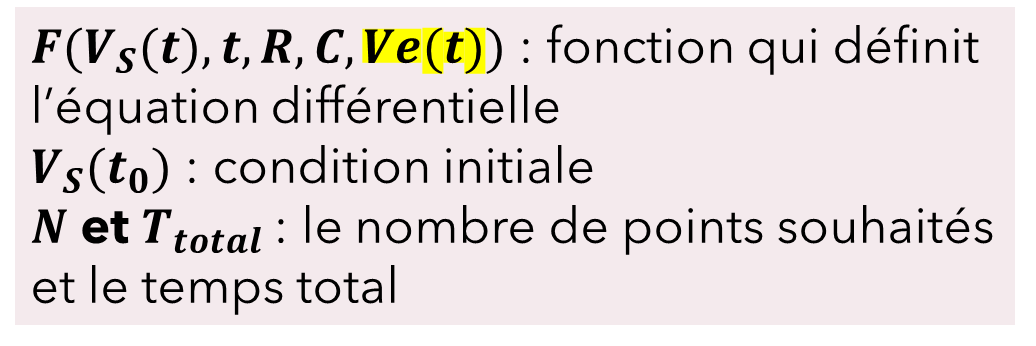 F(V_S(t), t, R, C, Ve(t)) : fonction qui définit
l’équation différentielle
V_S(t_0) : condition initiale
N et T_total : le nombre de points souhaités
et le temps total